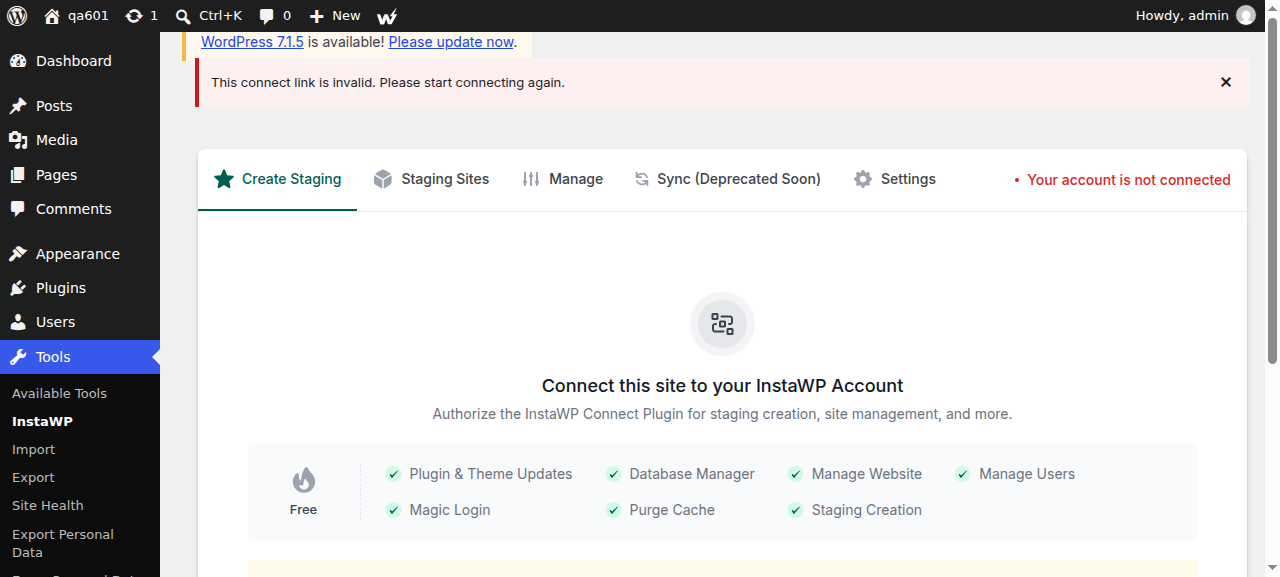 qa601
1
Ctrl+K
0
New
Howdy, admin
WordPress 7.1.5 is available! Please update now.
This connect link is invalid. Please start connecting again.
Dashboard
Posts
Media
Pages
Comments
Appearance
Plugins
Users
Tools
Available Tools
InstaWP
Import
Export
Site Health
Export Personal
Data
Create Staging
Staging Sites
Manage
Sync (Deprecated Soon)
Settings
• Your account is not connected
Connect this site to your InstaWP Account
Authorize the InstaWP Connect Plugin for staging creation, site management, and more.
Free
Plugin & Theme Updates
Database Manager
Manage Website
Manage Users
Magic Login
Purge Cache
Staging Creation